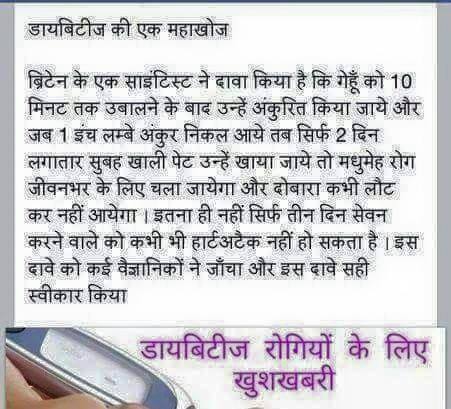 डायबिटीज की एक महाखोज
ब्रिटेन के एक साइंटिस्ट ने दावा किया है कि गेहूँ को 10
मिनट तक उबालने के बाद उन्हें अंकुरित किया जाये और
जब 1 इंच लम्बे अंकुर निकल आये तब सिर्फ 2 दिन
लगातार सुबह खाली पेट उन्हें खाया जाये तो मधुमेह रोग
जीवनभर के लिए चला जायेगा और दोबारा कभी लौट
कर नहीं आयेगा । इतना ही नहीं सिर्फ तीन दिन सेवन
करने वाले को कभी भी हार्टअटैक नहीं हो सकता है । इस
दावे को कई वैज्ञानिकों ने जाँचा और इस दावे सही
स्वीकार किया
डायबिटीज रोगियों के लिए
खुशखबरी